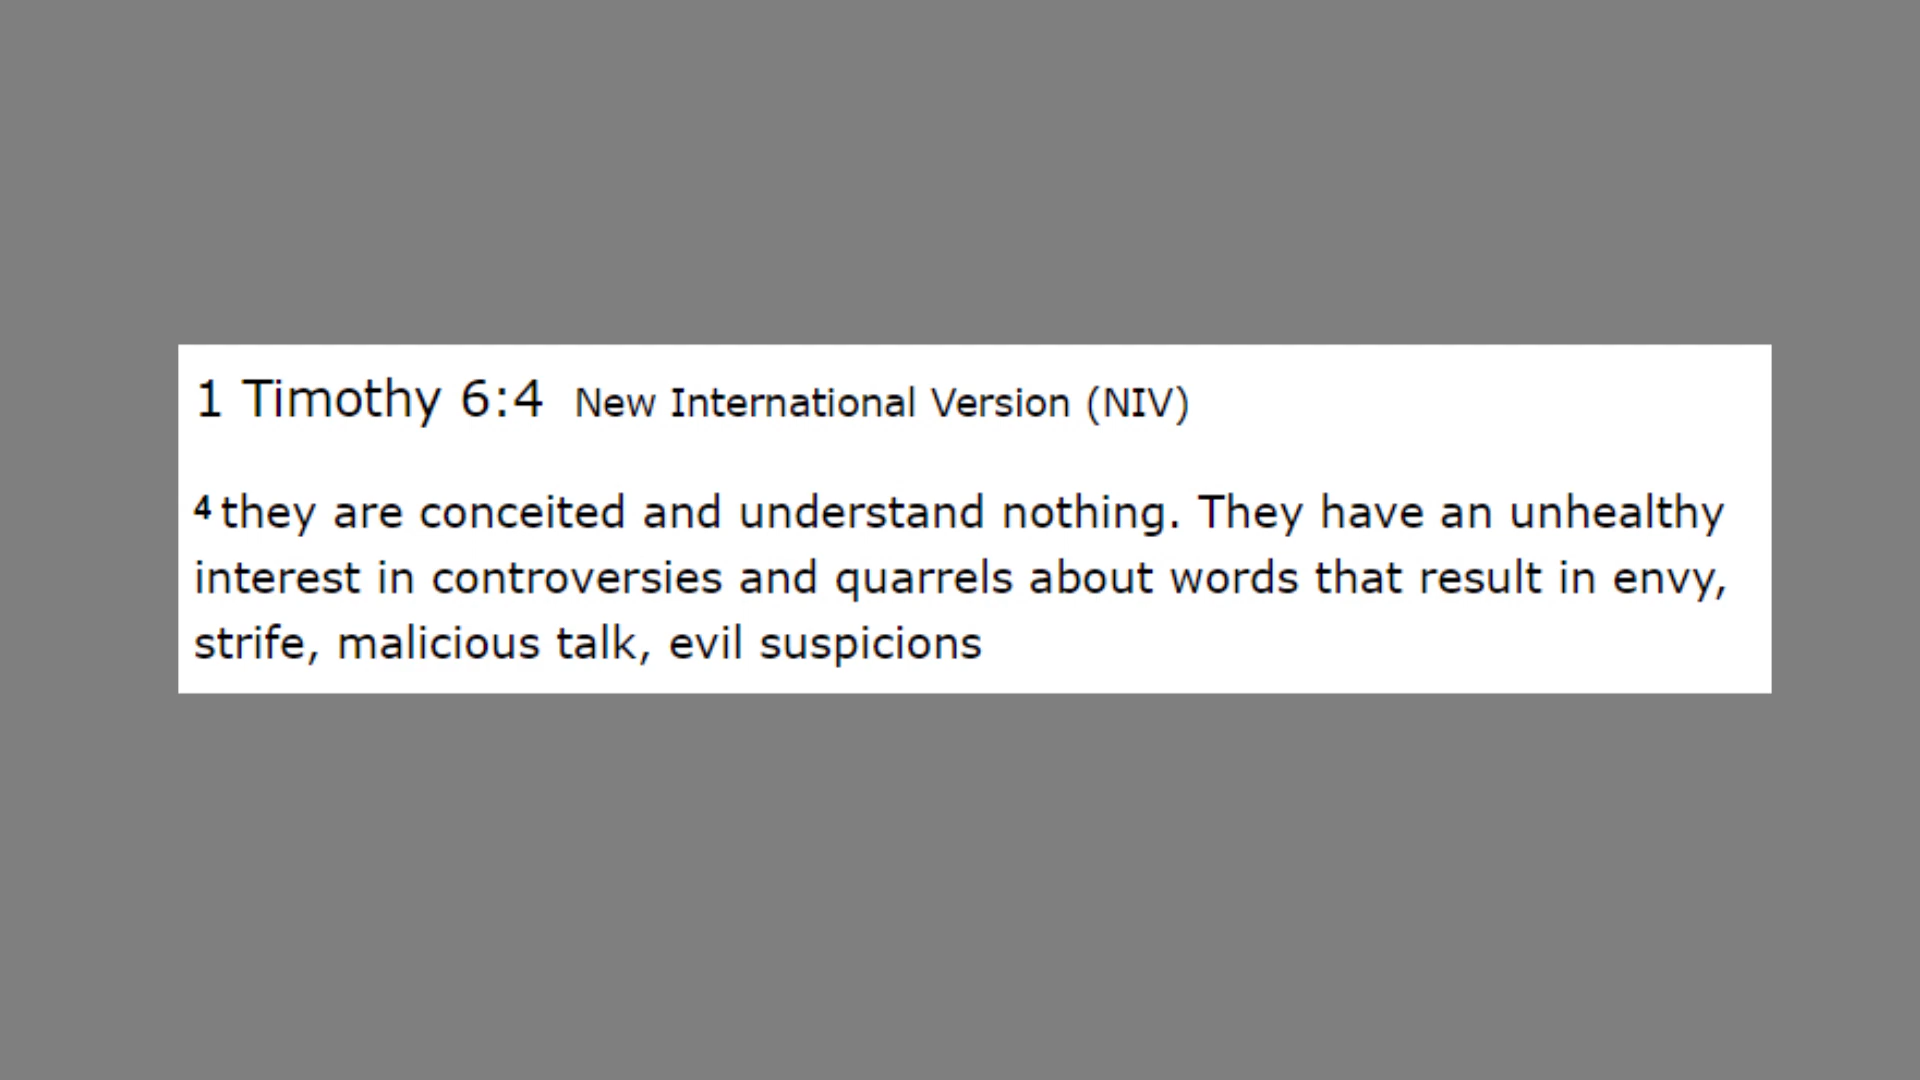 1 Timothy 6:4 New International Version (NIV)
4 they are conceited and understand nothing. They have an unhealthy
interest in controversies and quarrels about words that result in envy,
strife, malicious talk, evil suspicions